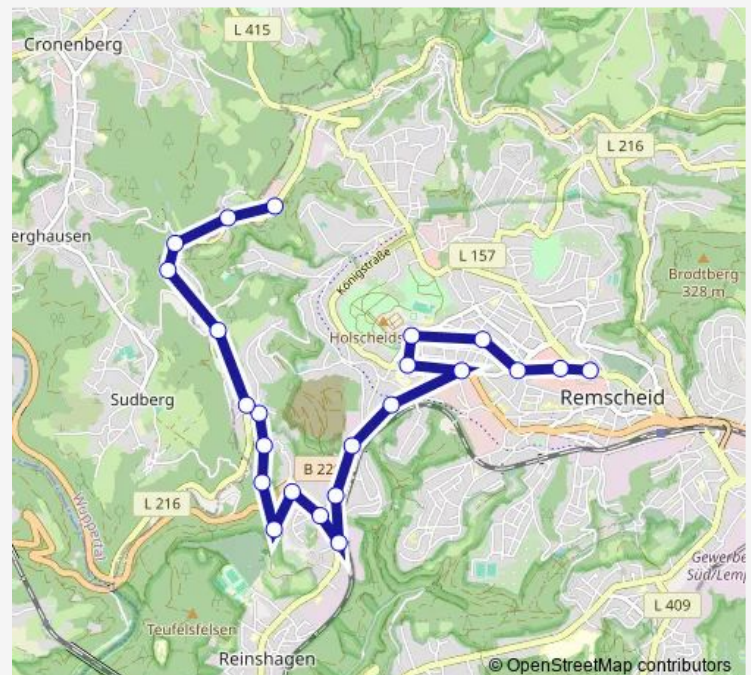 Cronenberg
L 415
L 216
erghausen
Königstraße
L 157
Brodtberg
328 m
Holscheids
Sudberg
Remscheid
B 22
L 216
Wuppertal
Gewerbe
Süd/Lemp
L 409
Teufelsfelsen
Reinshagen
© OpenStreetMap contributors